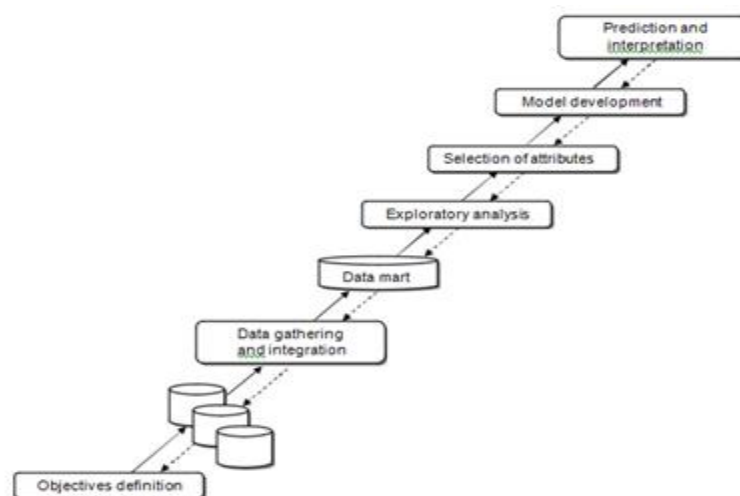 Prediction and
interpretation
Model development
Selection of attributes
Exploratory analysis
Data mart
Data gathering
and integration
Objectives definition